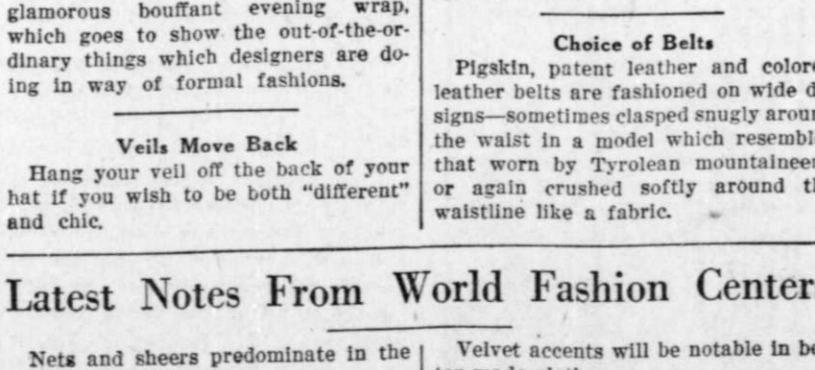 glamorous bouffant evening wrap,
which goes to show the out-of-the-or-
dinary things which designers are do-
ing in way of formal fashions.
Veils Move Back
Hang your veil off the back of your
hat if you wish to be both “different”
and chic.
Choice of Belts
Pigskin, patent leather and colore
leather belts are fashioned on wide d
signs—sometimes clasped snugly aroun
the waist in a model which resembl
that worn by Tyrolean mountaineer
or again crushed softly around t
waistline like a fabric.
Latest Notes From World Fashion Center
Nets and sheers predominate in the
Velvet accents will be notable in be